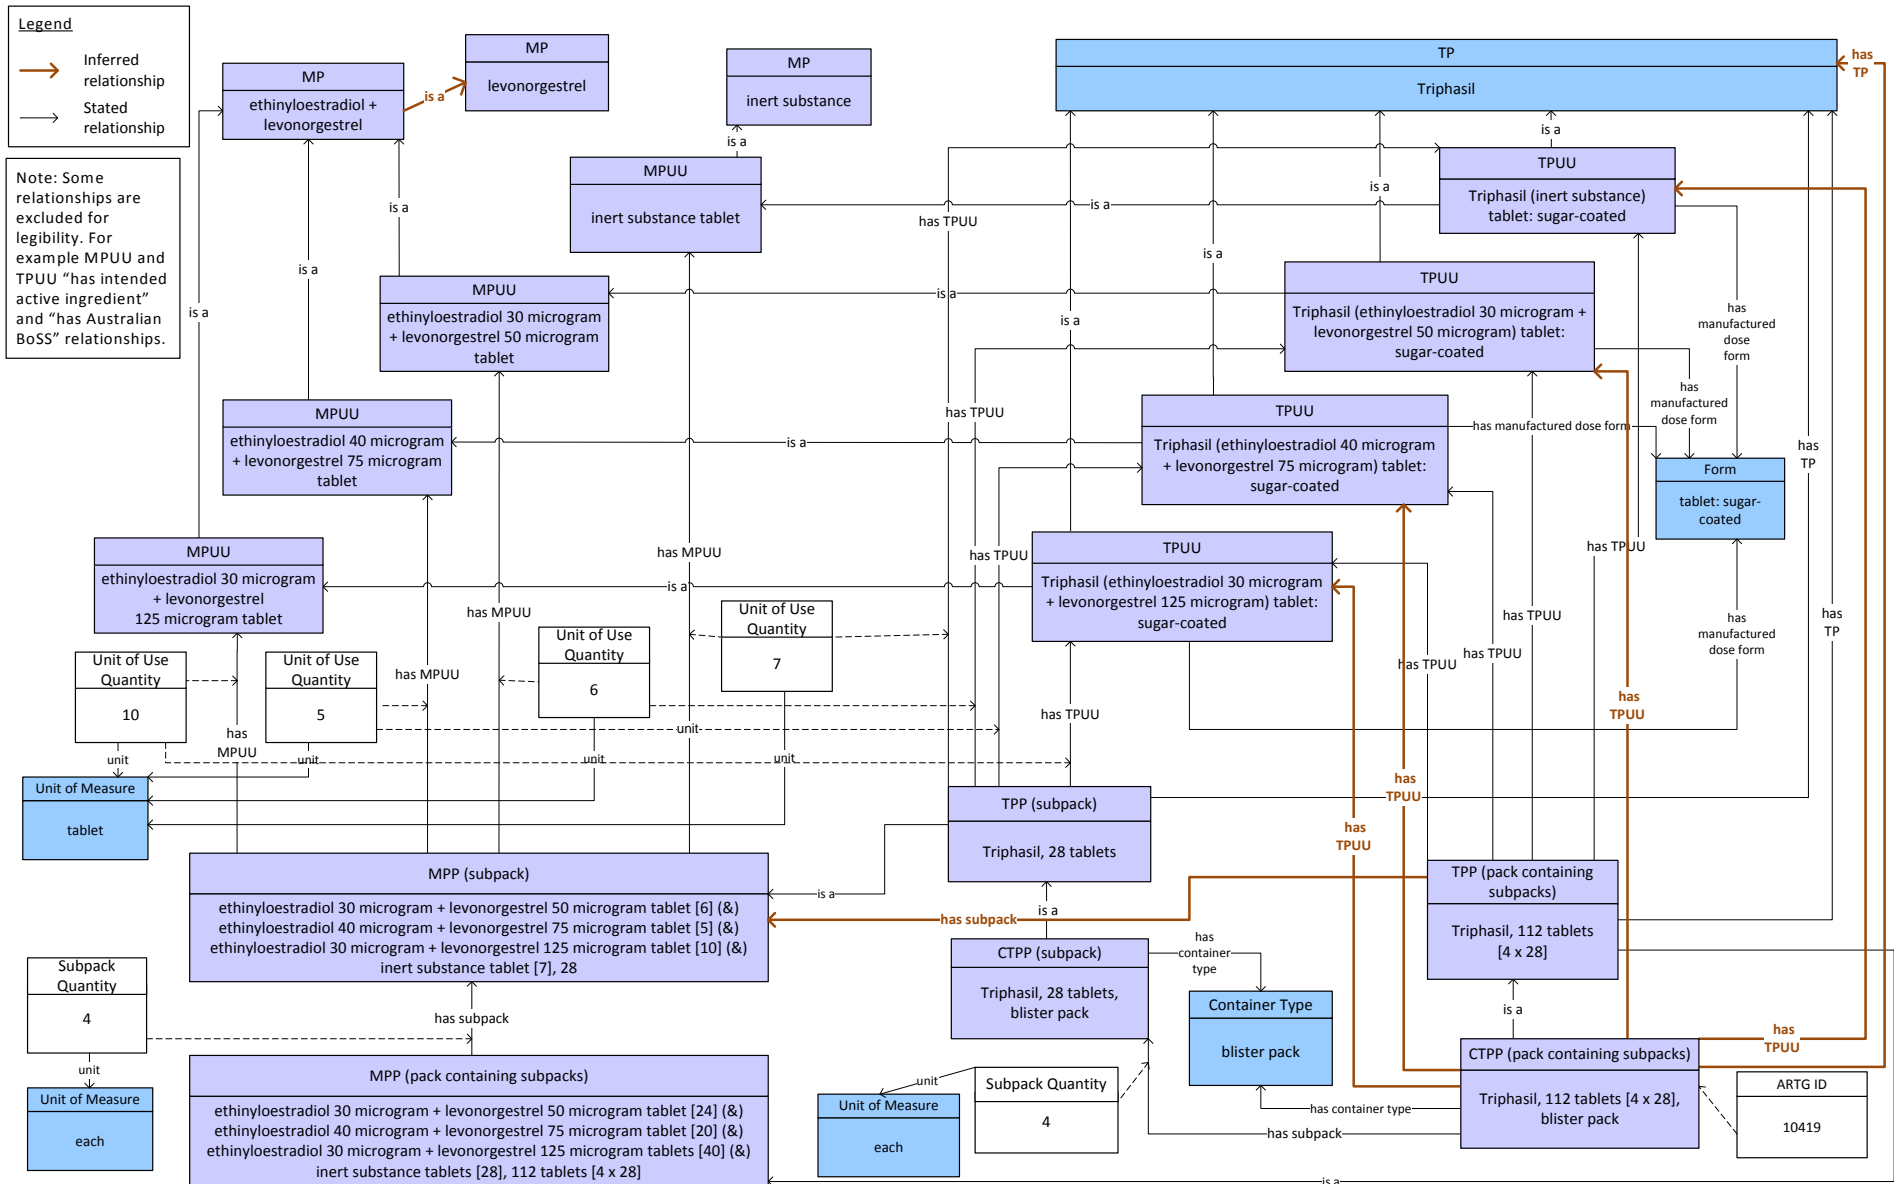 Legend
Inferred
relationship
Stated
relationship
Note: Some
relationships are
excluded for
legibility. For
example MPUU and
TPUU “has intended
active ingredient”
and “has Australian
BoSS” relationships.
MP
ethinyloestradiol +
levonorgestrel
is a
MP
levonorgestrel
MP
inert substance
is a
TP
Triphasil
has
TP
MPUU
inert substance tablet
is a
has TPUU
is a
TPUU
Triphasil (inert substance)
tablet: sugar-coated
is a
is a
is a
is a
is a
is a
is a
MPUU
ethinyloestradiol 30 microgram
+ levonorgestrel 50 microgram
tablet
is a
TPUU
Triphasil (ethinyloestradiol 30 microgram +
levonorgestrel 50 microgram) tablet:
sugar-coated
has
manufactured
dose
form
has
manufactured
dose form
MPUU
ethinyloestradiol 40 microgram
+ levonorgestrel 75 microgram
tablet
is a
has TPUU
TPUU
Triphasil (ethinyloestradiol 40 microgram
+ levonorgestrel 75 microgram) tablet:
sugar-coated
has manufactured dose form
has
TP
Form
tablet: sugar-
coated
MPUU
ethinyloestradiol 30 microgram
+ levonorgestrel
125 microgram tablet
has MPUU
is a
has TPUU
TPUU
Triphasil (ethinyloestradiol 30 microgram
+ levonorgestrel 125 microgram) tablet:
sugar-coated
has TPUU
has MPUU
has TPUU
has
TP
has
manufactured
dose form
Unit of Use
Quantity
10
Unit of Use
Quantity
5
Unit of Use
Quantity
6
Unit of Use
Quantity
7
has MPUU
has
MPUU
has TPUU
has TPUU
has TPUU
has
TPUU
unit
unit
unit
unit
unit
Unit of Measure
tablet
has
TPUU
has
TPUU
TPP (subpack)
Triphasil, 28 tablets
MPP (subpack)
ethinyloestradiol 30 microgram + levonorgestrel 50 microgram tablet [6] (&)
ethinyloestradiol 40 microgram + levonorgestrel 75 microgram tablet [5] (&)
ethinyloestradiol 30 microgram + levonorgestrel 125 microgram tablet [10] (&)
inert substance tablet [7], 28
is a
is a
has subpack
TPP (pack containing
subpacks)
Triphasil, 112 tablets
[4 x 28]
CTPP (subpack)
Triphasil, 28 tablets,
blister pack
has
container
type
Container Type
blister pack
is a
Subpack
Quantity
4
has subpack
unit
Unit of Measure
each
MPP (pack containing subpacks)
ethinyloestradiol 30 microgram + levonorgestrel 50 microgram tablet [24] (&)
ethinyloestradiol 40 microgram + levonorgestrel 75 microgram tablet [20] (&)
ethinyloestradiol 30 microgram + levonorgestrel 125 microgram tablets [40] (&)
inert substance tablets [28], 112 tablets [4 x 28]
unit
Unit of Measure
each
Subpack Quantity
4
has container type
has subpack
CTPP (pack containing subpacks)
Triphasil, 112 tablets [4 x 28],
blister pack
has
TPUU
ARTG ID
10419
is a